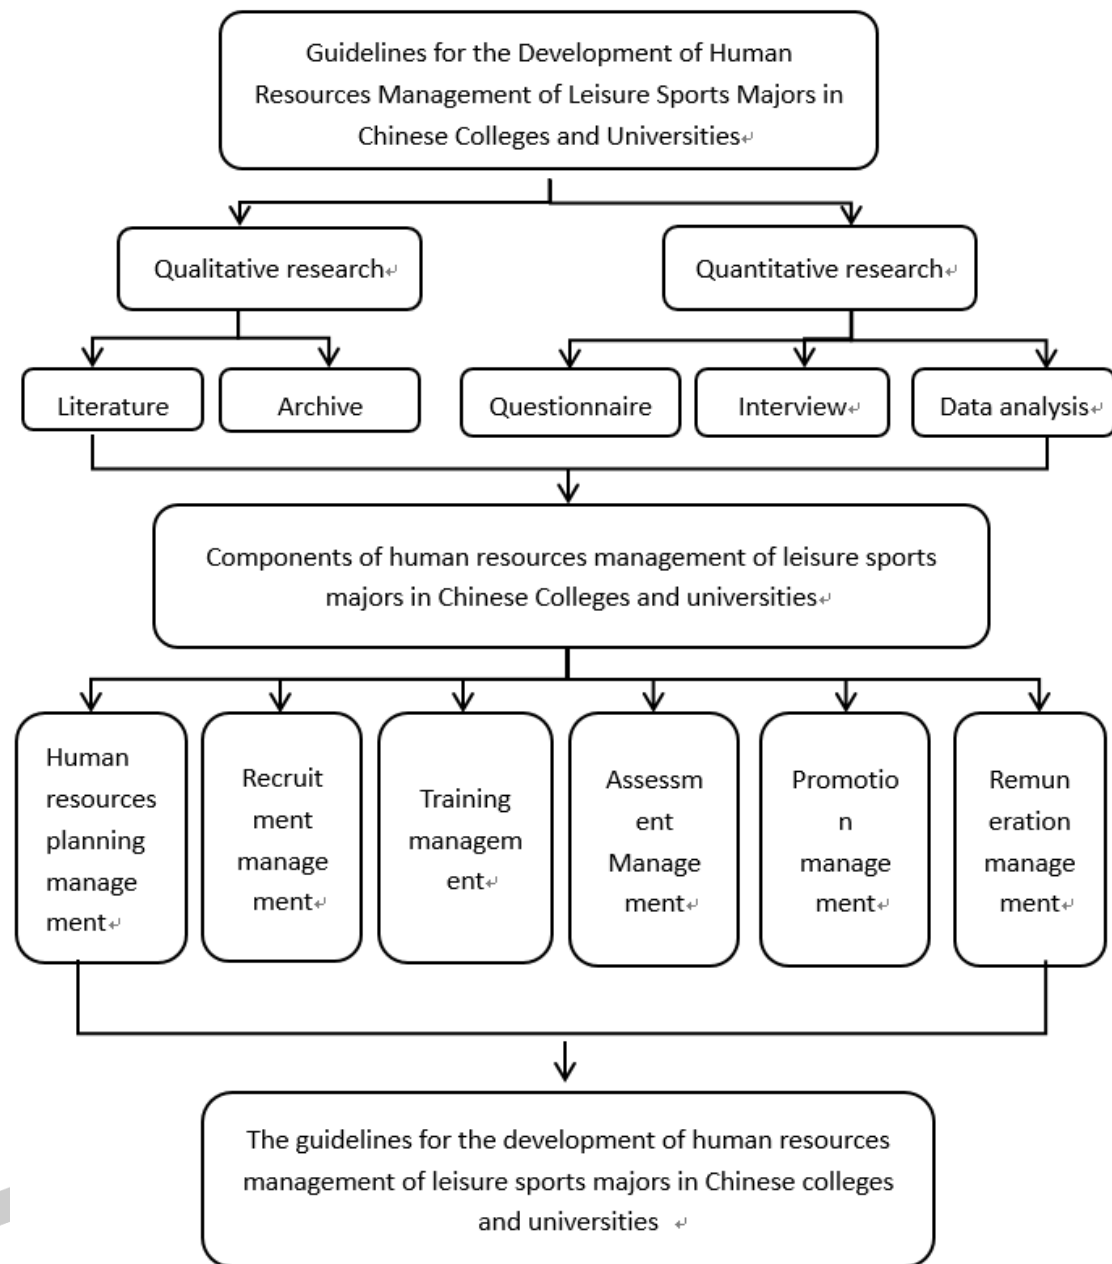 Guidelines for the Development of Human
Resources Management of Leisure Sports Majors in
Chinese Colleges and Universities
Qualitative research
Quantitative research
Literature
Archive
Questionnaire
Interview
Data analysis
Components of human resources management of leisure sports
majors in Chinese Colleges and universities
Human
resources
planning
manage
ment
Recruit
ment
manage
ment
Training
managem
ent
Assessm
ent
Manage
ment
Promotio
n
manage
ment
Remun
eration
manage
ment
The guidelines for the development of human resources
management of leisure sports majors in Chinese colleges
and universities